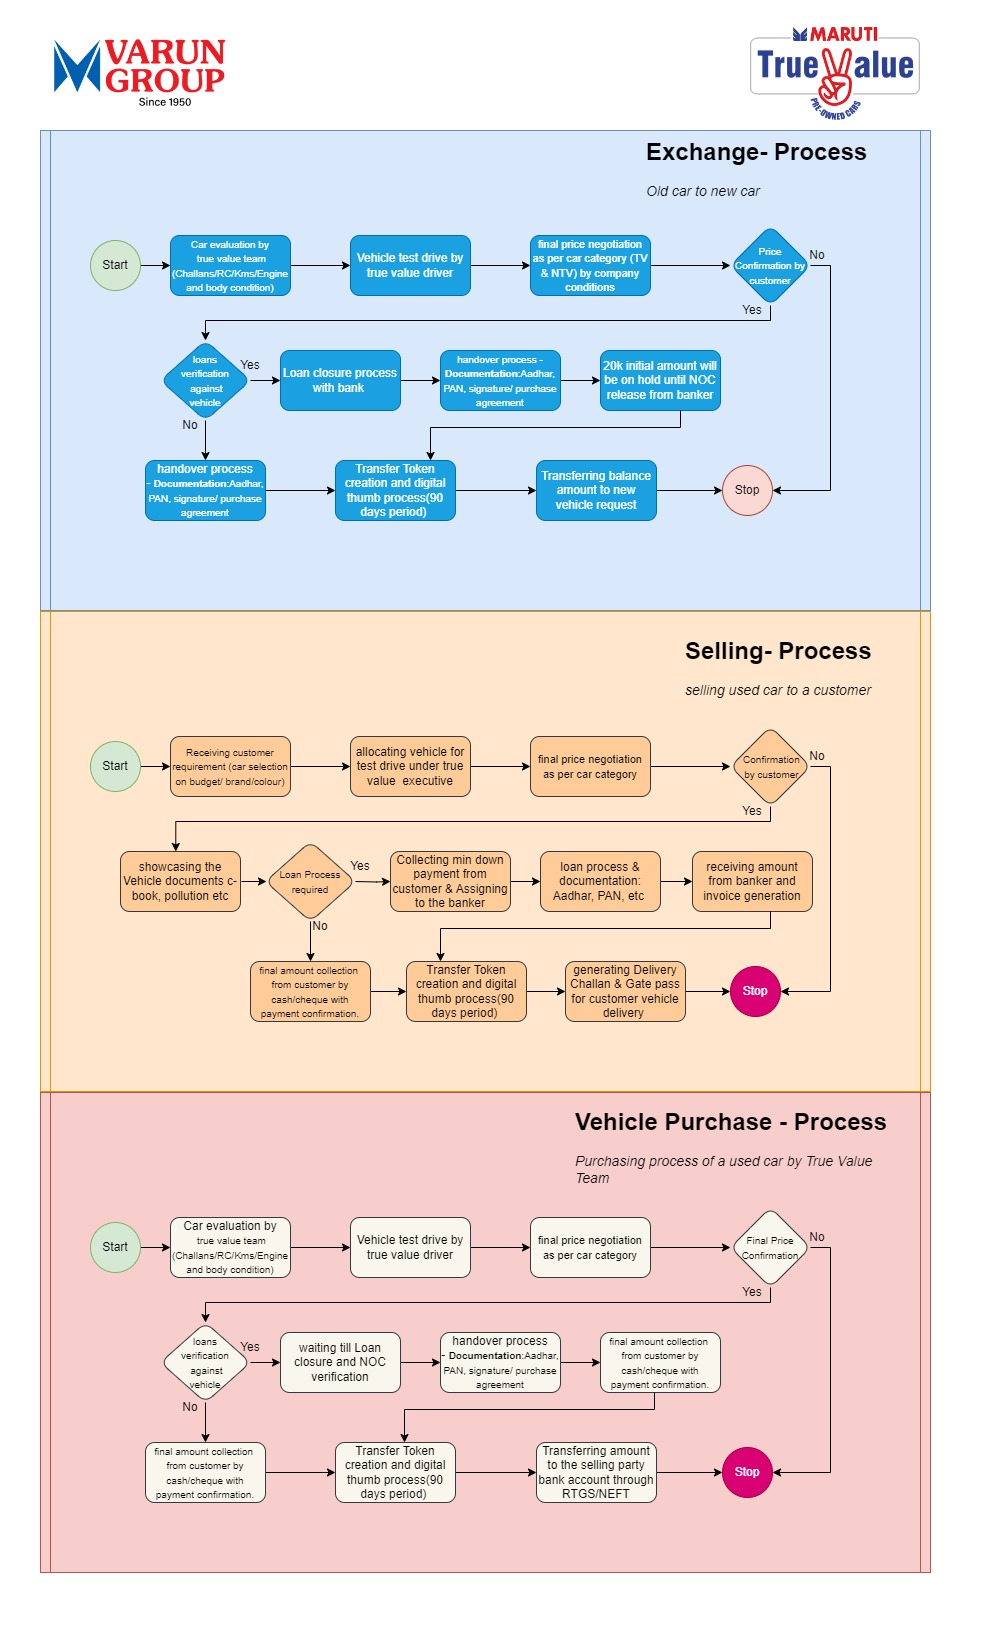 VARUN
GROUP
Since 1950
MARUTI
True Value
PRE-OWNED CARS
Exchange- Process
Old car to new car
Start
Car evaluation by
true value team
(Challans/RC/Kms/Engine
and body condition)
Vehicle test drive by
true value driver
final price negotiation
as per car category (TV
& NTV) by company
conditions
Price
Confirmation by
customer
No
Yes
loans
verification
against
vehicle
Yes
Loan closure process
with bank
handover process -
Documentation:Aadhar,
PAN, signature/ purchase
agreement
20k initial amount will
be on hold until NOC
release from banker
No
handover process
- Documentation:Aadhar,
PAN, signature/ purchase
agreement
Transfer Token
creation and digital
thumb process(90
days period)
Transferring balance
amount to new
vehicle request
Stop
Selling- Process
selling used car to a customer
Start
Receiving customer
requirement (car selection
on budget/ brand/colour)
allocating vehicle for
test drive under true
value  executive
final price negotiation
as per car category
Confirmation
by customer
No
Yes
showcasing the
Vehicle documents c-
book, pollution etc
Loan Process
required
Yes
Collecting min down
payment from
customer & Assigning
to the banker
loan process &
documentation:
Aadhar, PAN, etc
receiving amount
from banker and
invoice generation
No
final amount collection
from customer by
cash/cheque with
payment confirmation.
Transfer Token
creation and digital
thumb process(90
days period)
generating Delivery
Challan & Gate pass
for customer vehicle
delivery
Stop
Vehicle Purchase - Process
Purchasing process of a used car by True Value
Team
Start
Car evaluation by
true value team
(Challans/RC/Kms/Engine
and body condition)
Vehicle test drive by
true value driver
final price negotiation
as per car category
Final Price
Confirmation
No
Yes
loans
verification
against
vehicle
Yes
waiting till Loan
closure and NOC
verification
handover process
- Documentation:Aadhar,
PAN, signature/ purchase
agreement
final amount collection
from customer by
cash/cheque with
payment confirmation.
No
final amount collection
from customer by
cash/cheque with
payment confirmation.
Transfer Token
creation and digital
thumb process(90
days period)
Transferring amount
to the selling party
bank account through
RTGS/NEFT
Stop